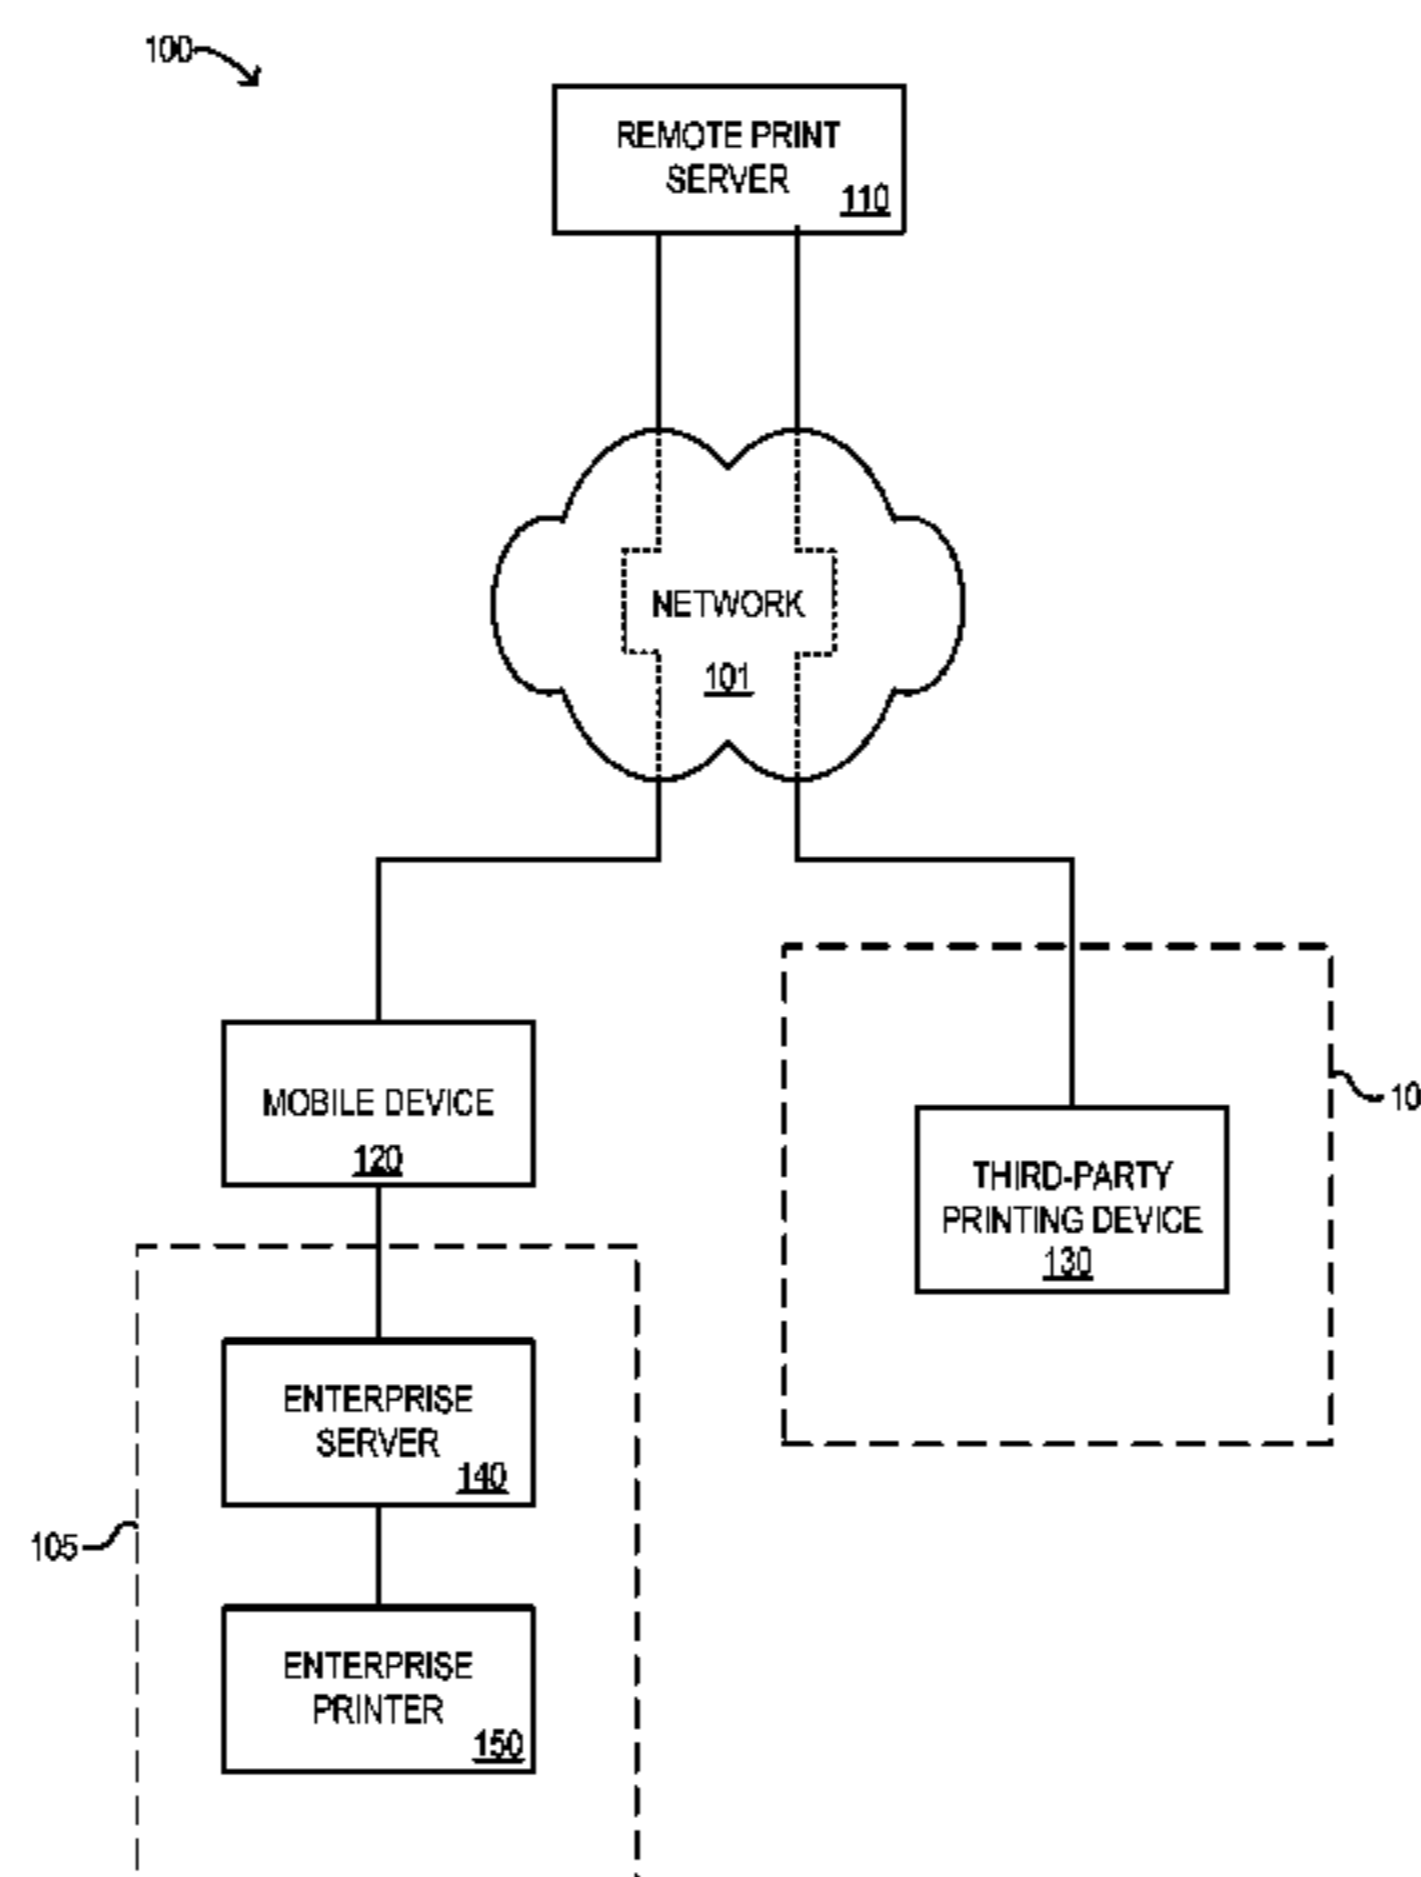 100
REMOTE PRINT
SERVER
110
NETWORK
101
MOBILE DEVICE
120
10
THIRD-PARTY
PRINTING DEVICE
130
ENTERPRISE
SERVER
140
105
ENTERPRISE
PRINTER
150